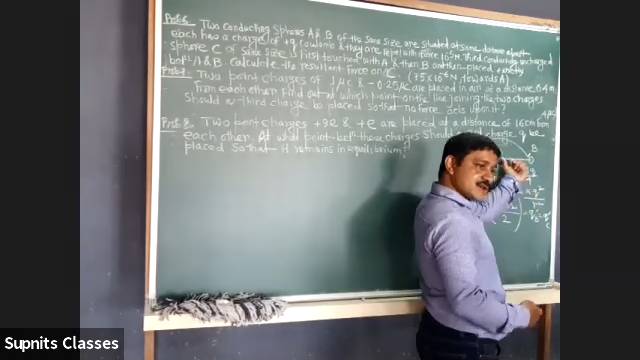 Prob.6. Two Conducting Spheres A & B of the same size are situated at some distance apart
each has a charge of +q Coulomb & they are repel with force 10⁻⁵N. Third Conducting uncharged
sphere C of same size is first touched with A & then B and then placed exactly
betⁿ A & B. Calculate the resultant force on C. (7.5×10⁻⁶N, towards A)
Prob.7. Two point charges of 1μc & -0.25μc are placed in air at a distance 0.4m
from each other. Find out at which point on the line joining the two charges
should a third charge be placed so that no force acts upon it?
Prob.8. Two point charges +9e & +e are placed at a distance of 16cm from
each other. At what point betⁿ these charges should charge q be
placed so that it remains in equilibrium?
B
Supnits Classes